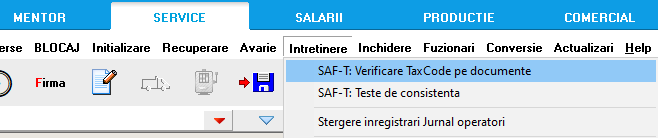 MENTOR SERVICE SALARII PRODUCTIE COMERCIAL
BLOCAJ Initializare Recuperare Avarie Intretinere Inchidere Fuzionari Conversie Actualizari Help
Firma
SAF-T: Verificare TaxCode pe documente
SAF-T: Teste de consistenta
Stergere inregistrari Jurnal operatori